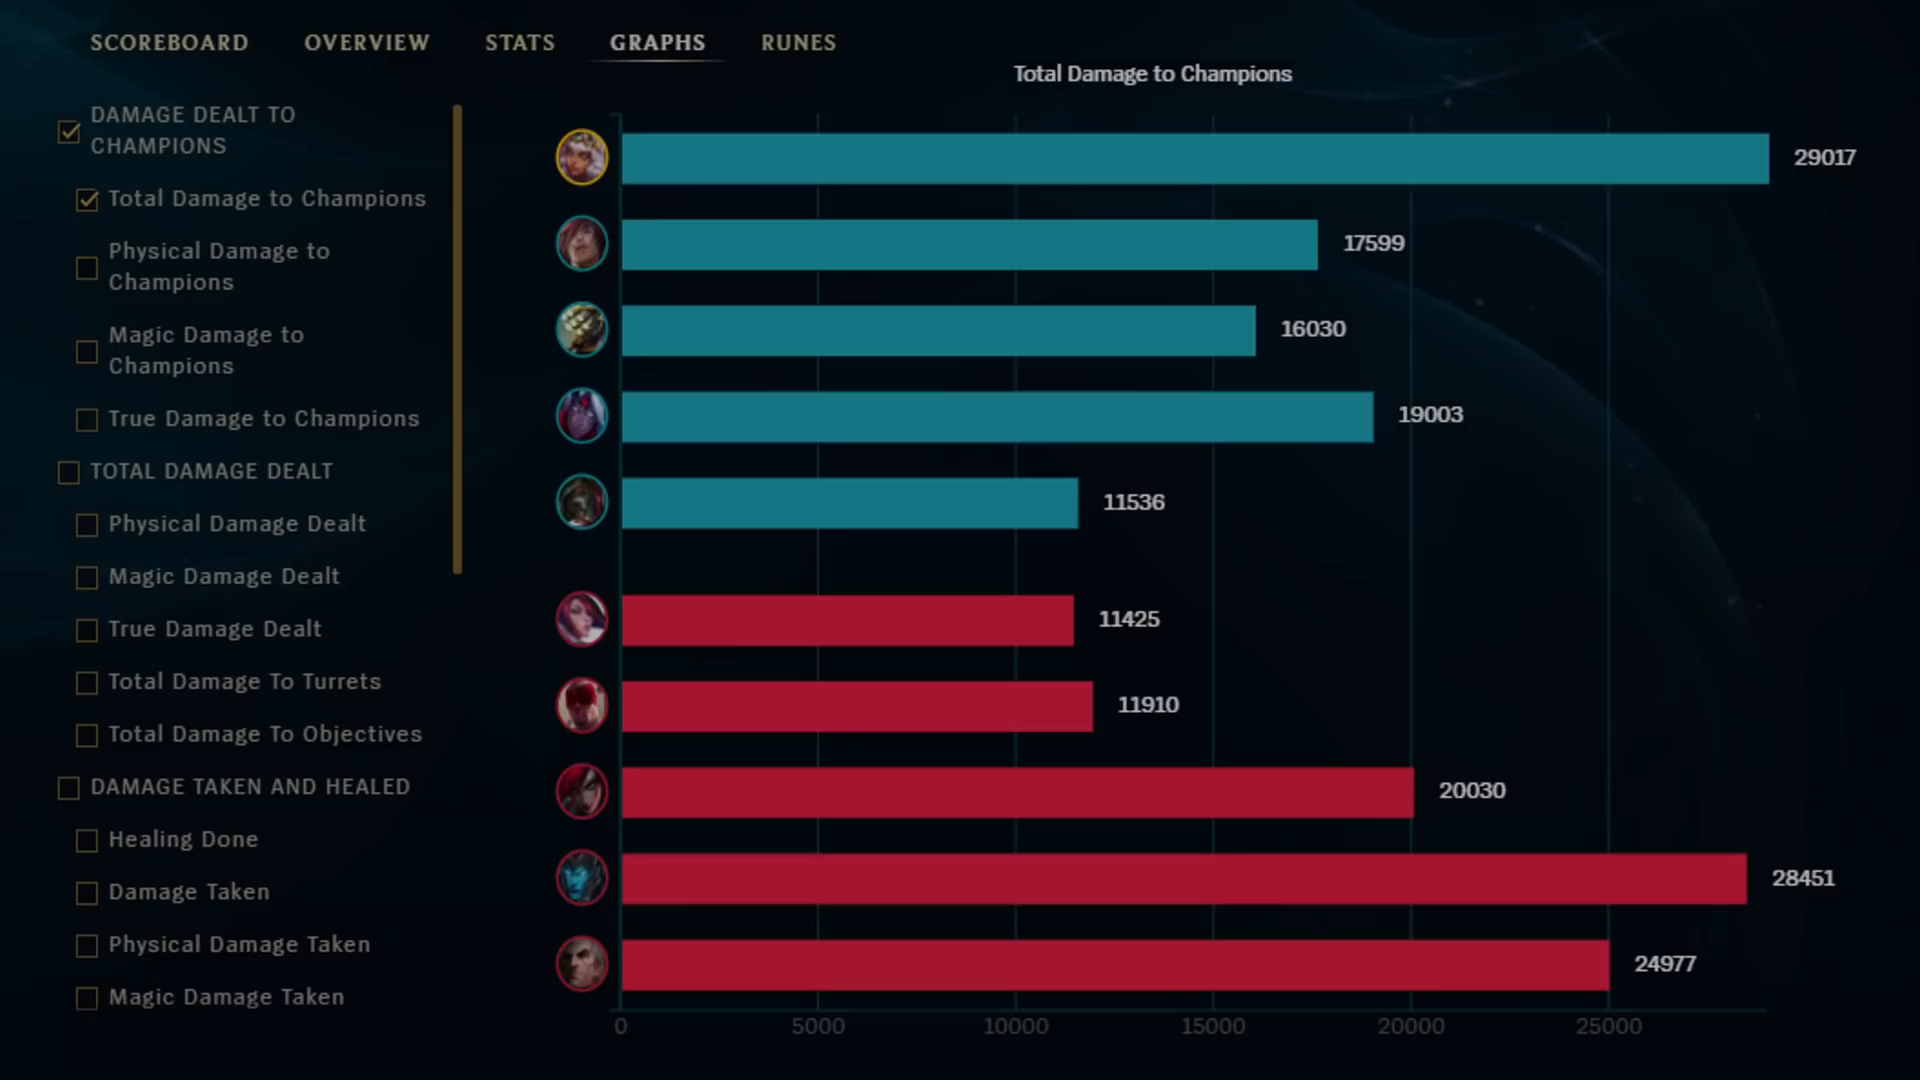 SCOREBOARD OVERVIEW STATS GRAPHS RUNES
Total Damage to Champions
DAMAGE DEALT TO
CHAMPIONS
Total Damage to Champions
Physical Damage to
Champions
Magic Damage to
Champions
True Damage to Champions
TOTAL DAMAGE DEALT
Physical Damage Dealt
Magic Damage Dealt
True Damage Dealt
Total Damage To Turrets
Total Damage To Objectives
DAMAGE TAKEN AND HEALED
Healing Done
Damage Taken
Physical Damage Taken
Magic Damage Taken
29017
17599
16030
19003
11536
11425
11910
20030
28451
24977
0 5000 10000 15000 20000 25000